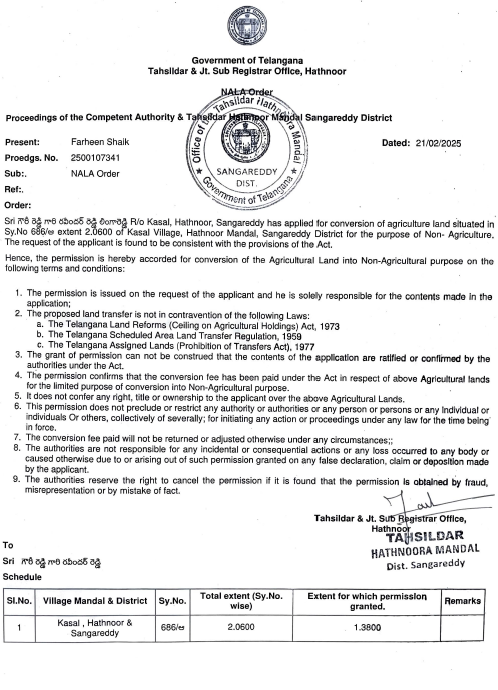 Government of Telangana
Tahsildar & Jt. Sub Registrar Office, Hathnoor
NALA Order
Proceedings of the Competent Authority & Tahsildar Hathnoor Mandal Sangareddy District
Office of the Tahsildar Hathnoora Mandal
SANGAREDDY
DIST.
Government of Telangana
Present: Farheen Shaik Dated: 21/02/2025
Proedgs. No. 2500107341
Sub:. NALA Order
Ref:.
Order:
Sri గౌరీ రెడ్డి గారి రవిందర్ రెడ్డి లింగారెడ్డి R/o Kasal, Hathnoor, Sangareddy has applied for conversion of agriculture land situated in
Sy.No 686/ఆ extent 2.0600 of Kasal Village, Hathnoor Mandal, Sangareddy District for the purpose of Non- Agriculture.
The request of the applicant is found to be consistent with the provisions of the Act.
Hence, the permission is hereby accorded for conversion of the Agricultural Land into Non-Agricultural purpose on the
following terms and conditions:
1. The permission is issued on the request of the applicant and he is solely responsible for the contents made in the
application;
2. The proposed land transfer is not in contravention of the following Laws:
a. The Telangana Land Reforms (Ceiling on Agricultural Holdings) Act, 1973
b. The Telangana Scheduled Area Land Transfer Regulation, 1959
c. The Telangana Assigned Lands (Prohibition of Transfers Act), 1977
3. The grant of permission can not be construed that the contents of the application are ratified or confirmed by the
authorities under the Act.
4. The permission confirms that the conversion fee has been paid under the Act in respect of above Agricultural lands
for the limited purpose of conversion into Non-Agricultural purpose.
5. It does not confer any right, title or ownership to the applicant over the above Agricultural Lands.
6. This permission does not preclude or restrict any authority or authorities or any person or persons or any individual or
individuals Or others, collectively of severally; for initiating any action or proceedings under any law for the time being
in force.
7. The conversion fee paid will not be returned or adjusted otherwise under any circumstances;;
8. The authorities are not responsible for any incidental or consequential actions or any loss occurred to any body or
caused otherwise due to or arising out of such permission granted on any false declaration, claim or deposition made
by the applicant.
9. The authorities reserve the right to cancel the permission if it is found that the permission is obtained by fraud,
misrepresentation or by mistake of fact.
Tahsildar & Jt. Sub Registrar Office,
Hathnoor
TAHSILDAR
HATHNOORA MANDAL
Dist. Sangareddy
To
Sri గౌరీ రెడ్డి గారి రవిందర్ రెడ్డి
Schedule
Sl.No. Village Mandal & District Sy.No. Total extent (Sy.No. wise) Extent for which permission granted. Remarks
1 Kasal , Hathnoor & Sangareddy 686/ఆ 2.0600 1.3800